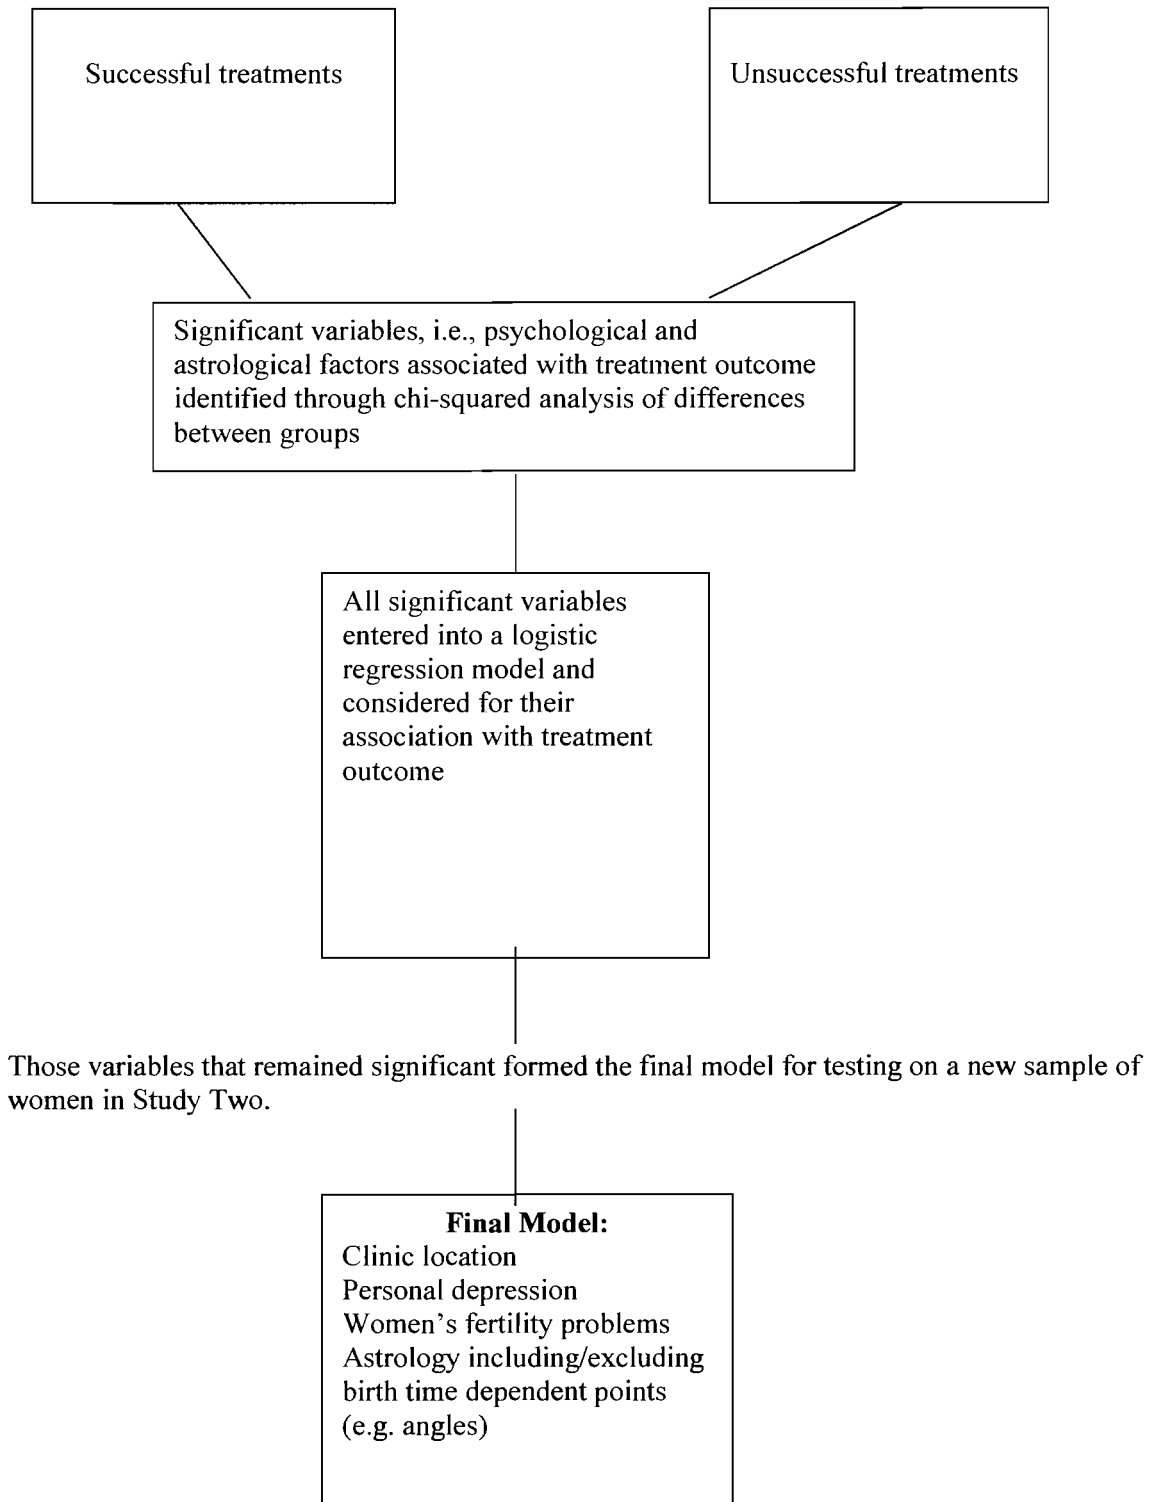 Successful treatments
Unsuccessful treatments
Significant variables, i.e., psychological and
astrological factors associated with treatment outcome
identified through chi-squared analysis of differences
between groups
All significant variables
entered into a logistic
regression model and
considered for their
association with treatment
outcome
Those variables that remained significant formed the final model for testing on a new sample of
women in Study Two.
Final Model:
Clinic location
Personal depression
Women's fertility problems
Astrology including/excluding
birth time dependent points
(e.g. angles)